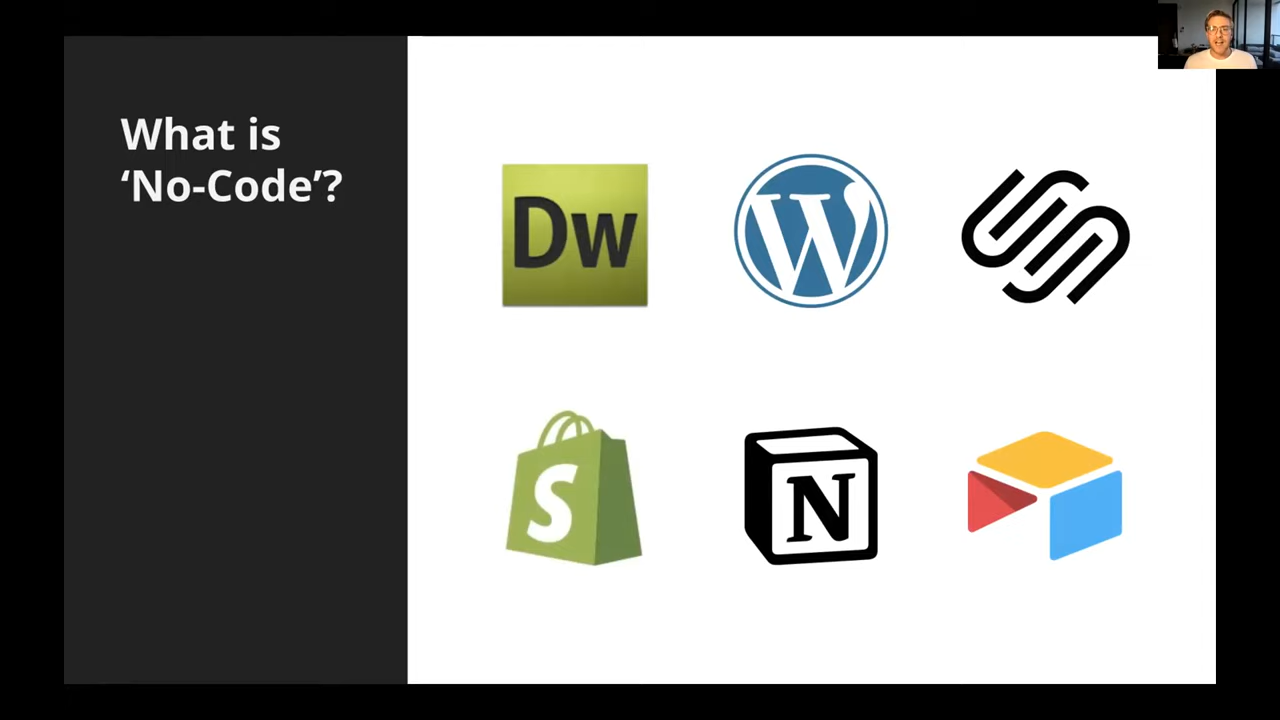 What is
‘No-Code’?
Dw
W
S
N